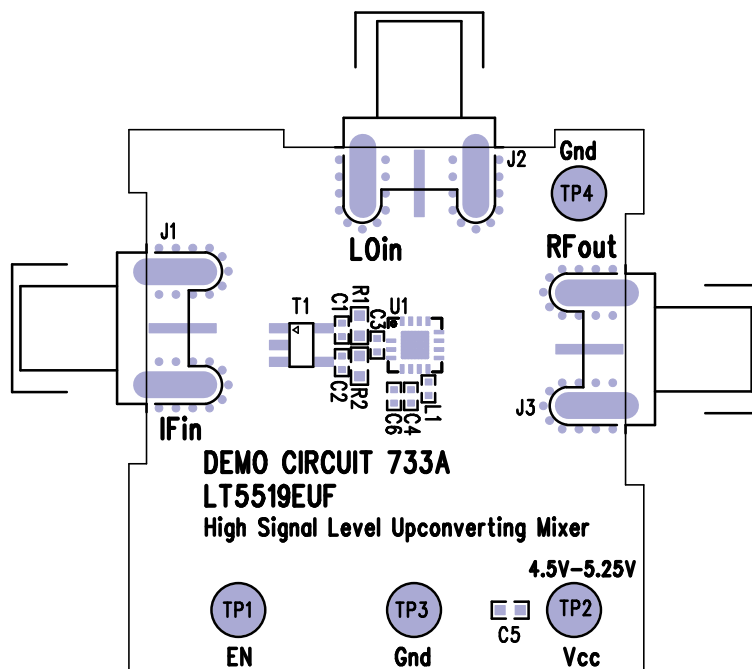 J2
Gnd
TP4
J1
LOin
RFout
T1
C1
R1
U1
C3
C2
R2
C6
C4
L1
J3
IFin
DEMO CIRCUIT 733A
LT5519EUF
High Signal Level Upconverting Mixer
4.5V-5.25V
TP1
TP3
C5
TP2
EN
Gnd
Vcc